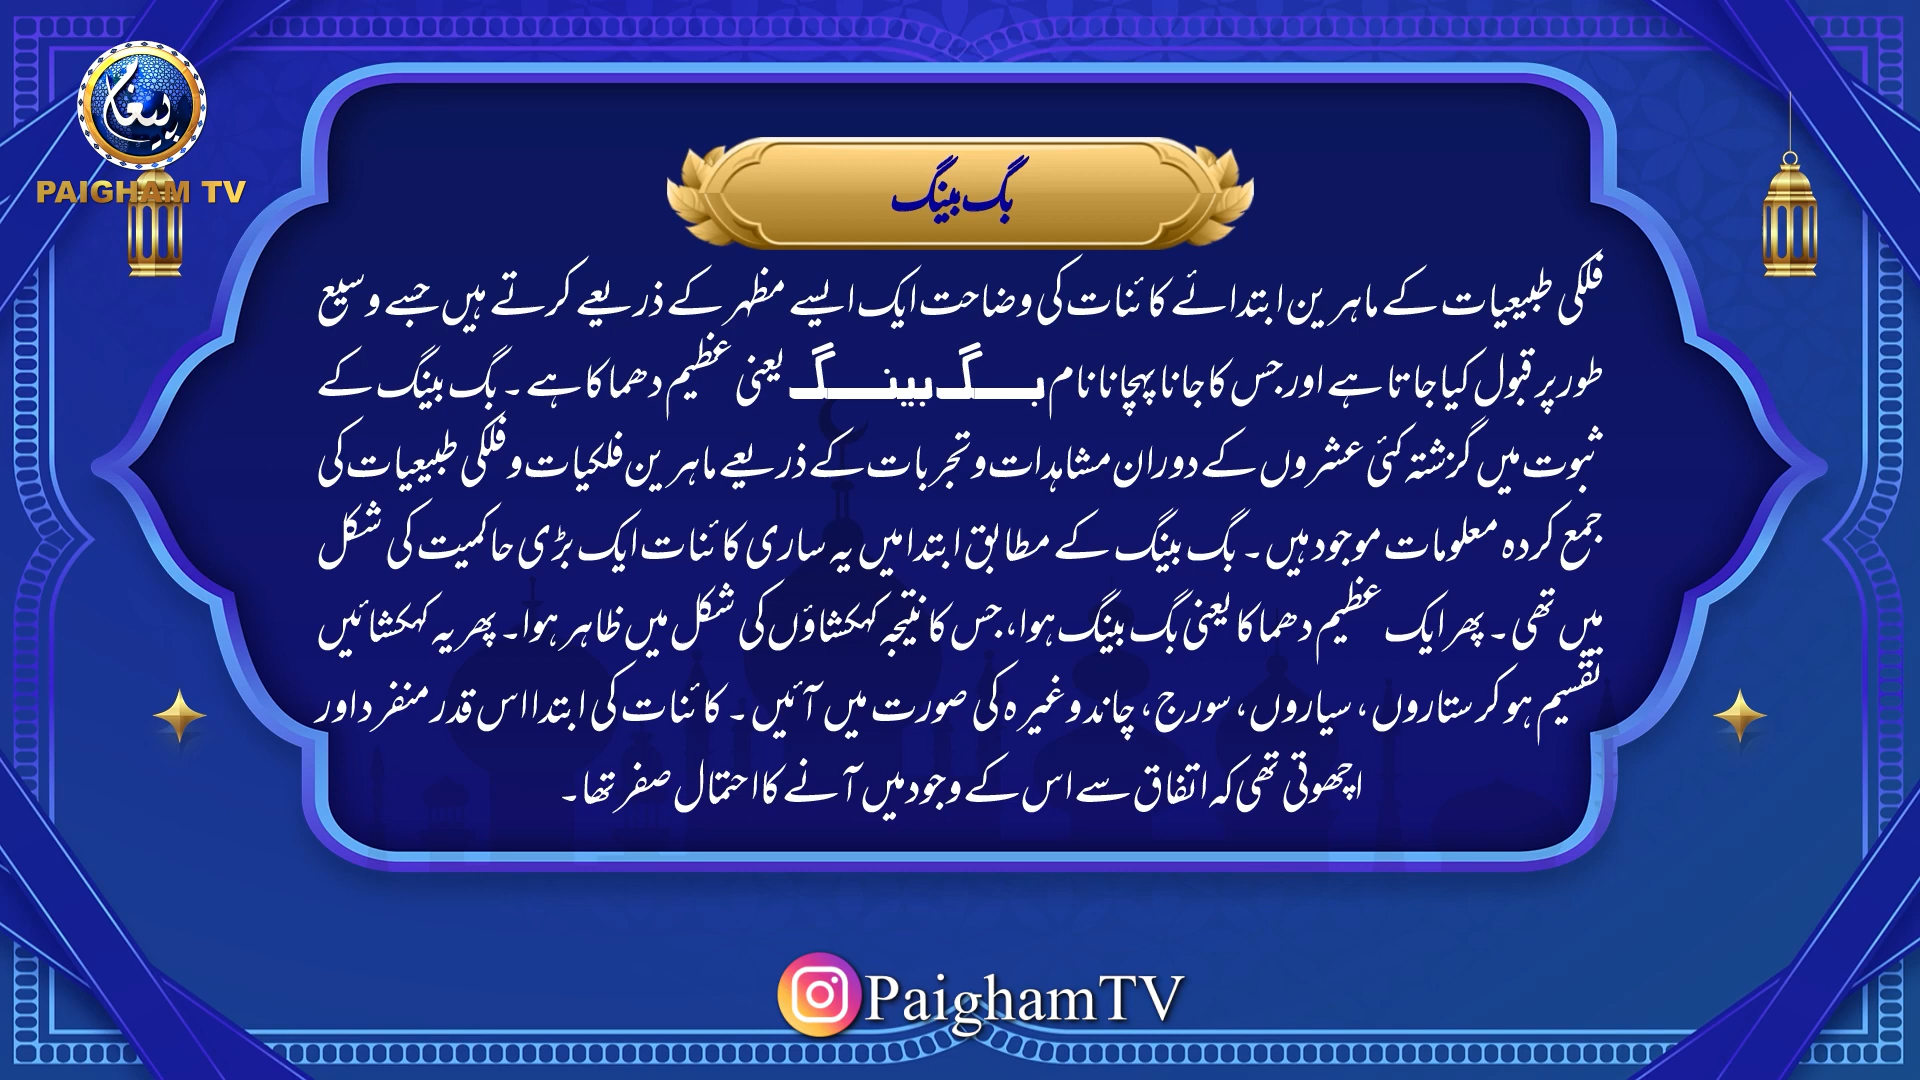 پیغام
PAIGHAM TV
بگ بینگ
فلکی طبیعیات کے ماہرین ابتدائے کائنات کی وضاحت ایک ایسے مظہر کے ذریعے کرتے ہیں جسے وسیع
طور پر قبول کیا جاتا ہے اور جس کا جانا پہچانا نام بگ بینگ یعنی عظیم دھماکا ہے۔ بگ بینگ کے
ثبوت میں گزشتہ کئی عشروں کے دوران مشاہدات و تجربات کے ذریعے ماہرین فلکیات و فلکی طبیعیات کی
جمع کردہ معلومات موجود ہیں۔ بگ بینگ کے مطابق ابتدا میں یہ ساری کائنات ایک بڑی حاکمیت کی شکل
میں تھی۔ پھر ایک عظیم دھماکا یعنی بگ بینگ ہوا، جس کا نتیجہ کہکشاؤں کی شکل میں ظاہر ہوا۔ پھر یہ کہکشائیں
تقسیم ہو کر ستاروں، سیاروں، سورج، چاند وغیرہ کی صورت میں آئیں۔ کائنات کی ابتدا اس قدر منفرد اور
اچھوتی تھی کہ اتفاق سے اس کے وجود میں آنے کا احتمال صفر تھا۔
PaighamTV